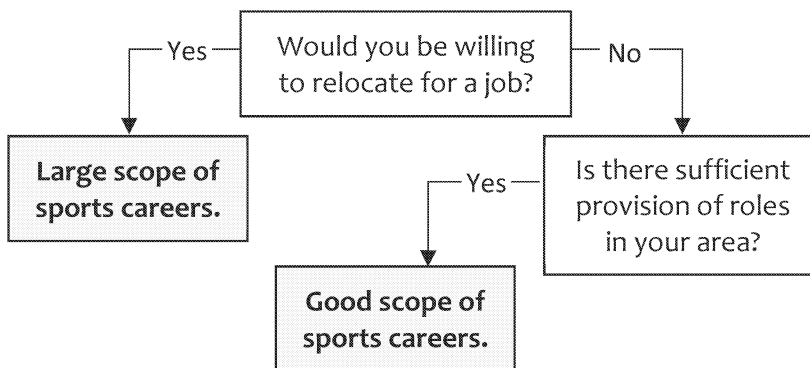 Would you be willing
to relocate for a job?
Yes
No
Large scope of
sports careers.
Is there sufficient
provision of roles
in your area?
Yes
Good scope of
sports careers.